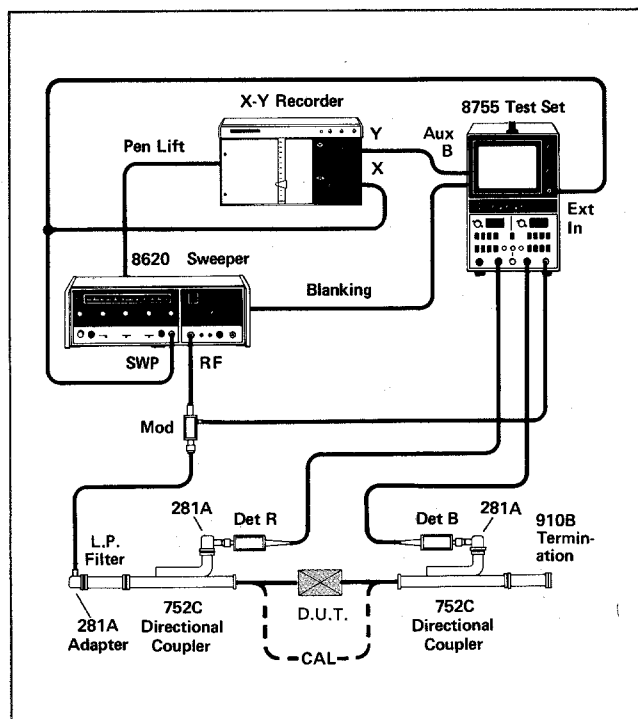 X-Y Recorder
8755 Test Set
Pen Lift
Y
X
Aux
B
Ext
In
8620 Sweeper
Blanking
SWP
RF
Mod
281A
Det R
Det B
281A
910B
Termin-
ation
L.P.
Filter
281A
Adapter
752C
Directional
Coupler
D.U.T.
CAL
752C
Directional
Coupler